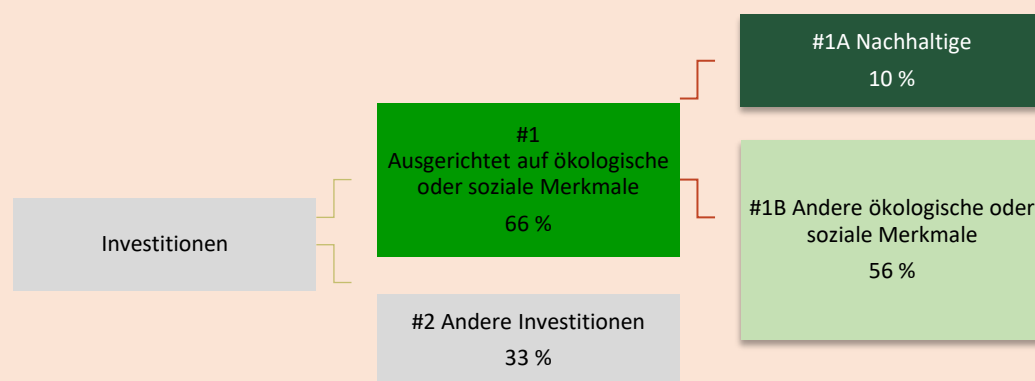 Investitionen
#1
Ausgerichtet auf ökologische
oder soziale Merkmale
66 %
#2 Andere Investitionen
33 %
#1A Nachhaltige
10 %
#1B Andere ökologische oder
soziale Merkmale
56 %